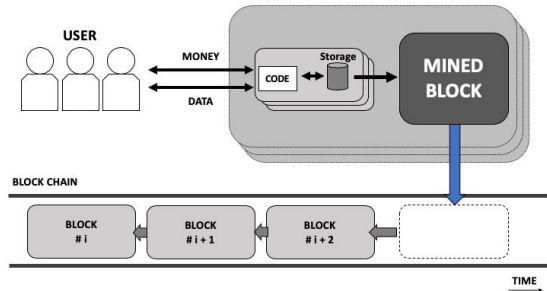 USER
MONEY
DATA
Storage
CODE
MINED
BLOCK
BLOCK CHAIN
BLOCK
# i
BLOCK
# i + 1
BLOCK
# i + 2
TIME